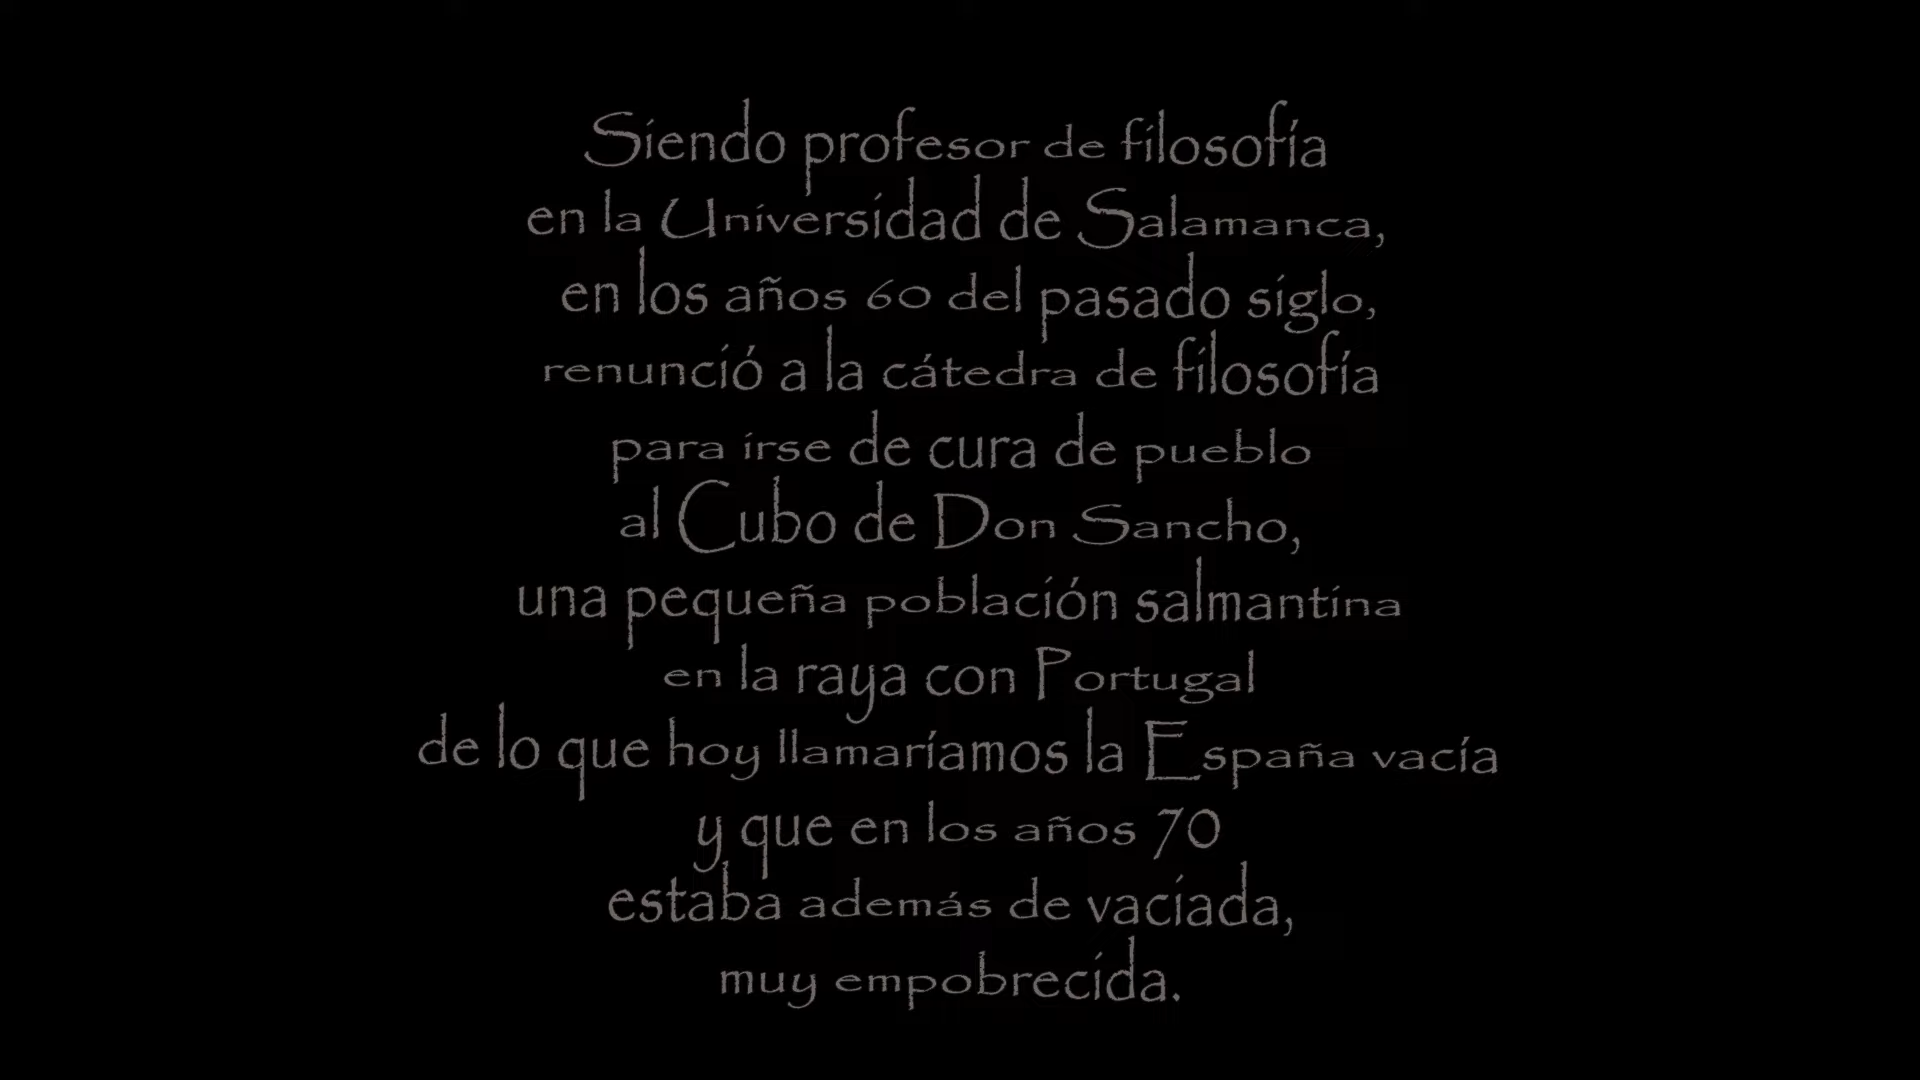 Siendo profesor de filosofía
en la Universidad de Salamanca,
en los años 60 del pasado siglo,
renunció a la cátedra de filosofía
para irse de cura de pueblo
al Cubo de Don Sancho,
una pequeña población salmantina
en la raya con Portugal
de lo que hoy llamaríamos la España vacía
y que en los años 70
estaba además de vaciada,
muy empobrecida.